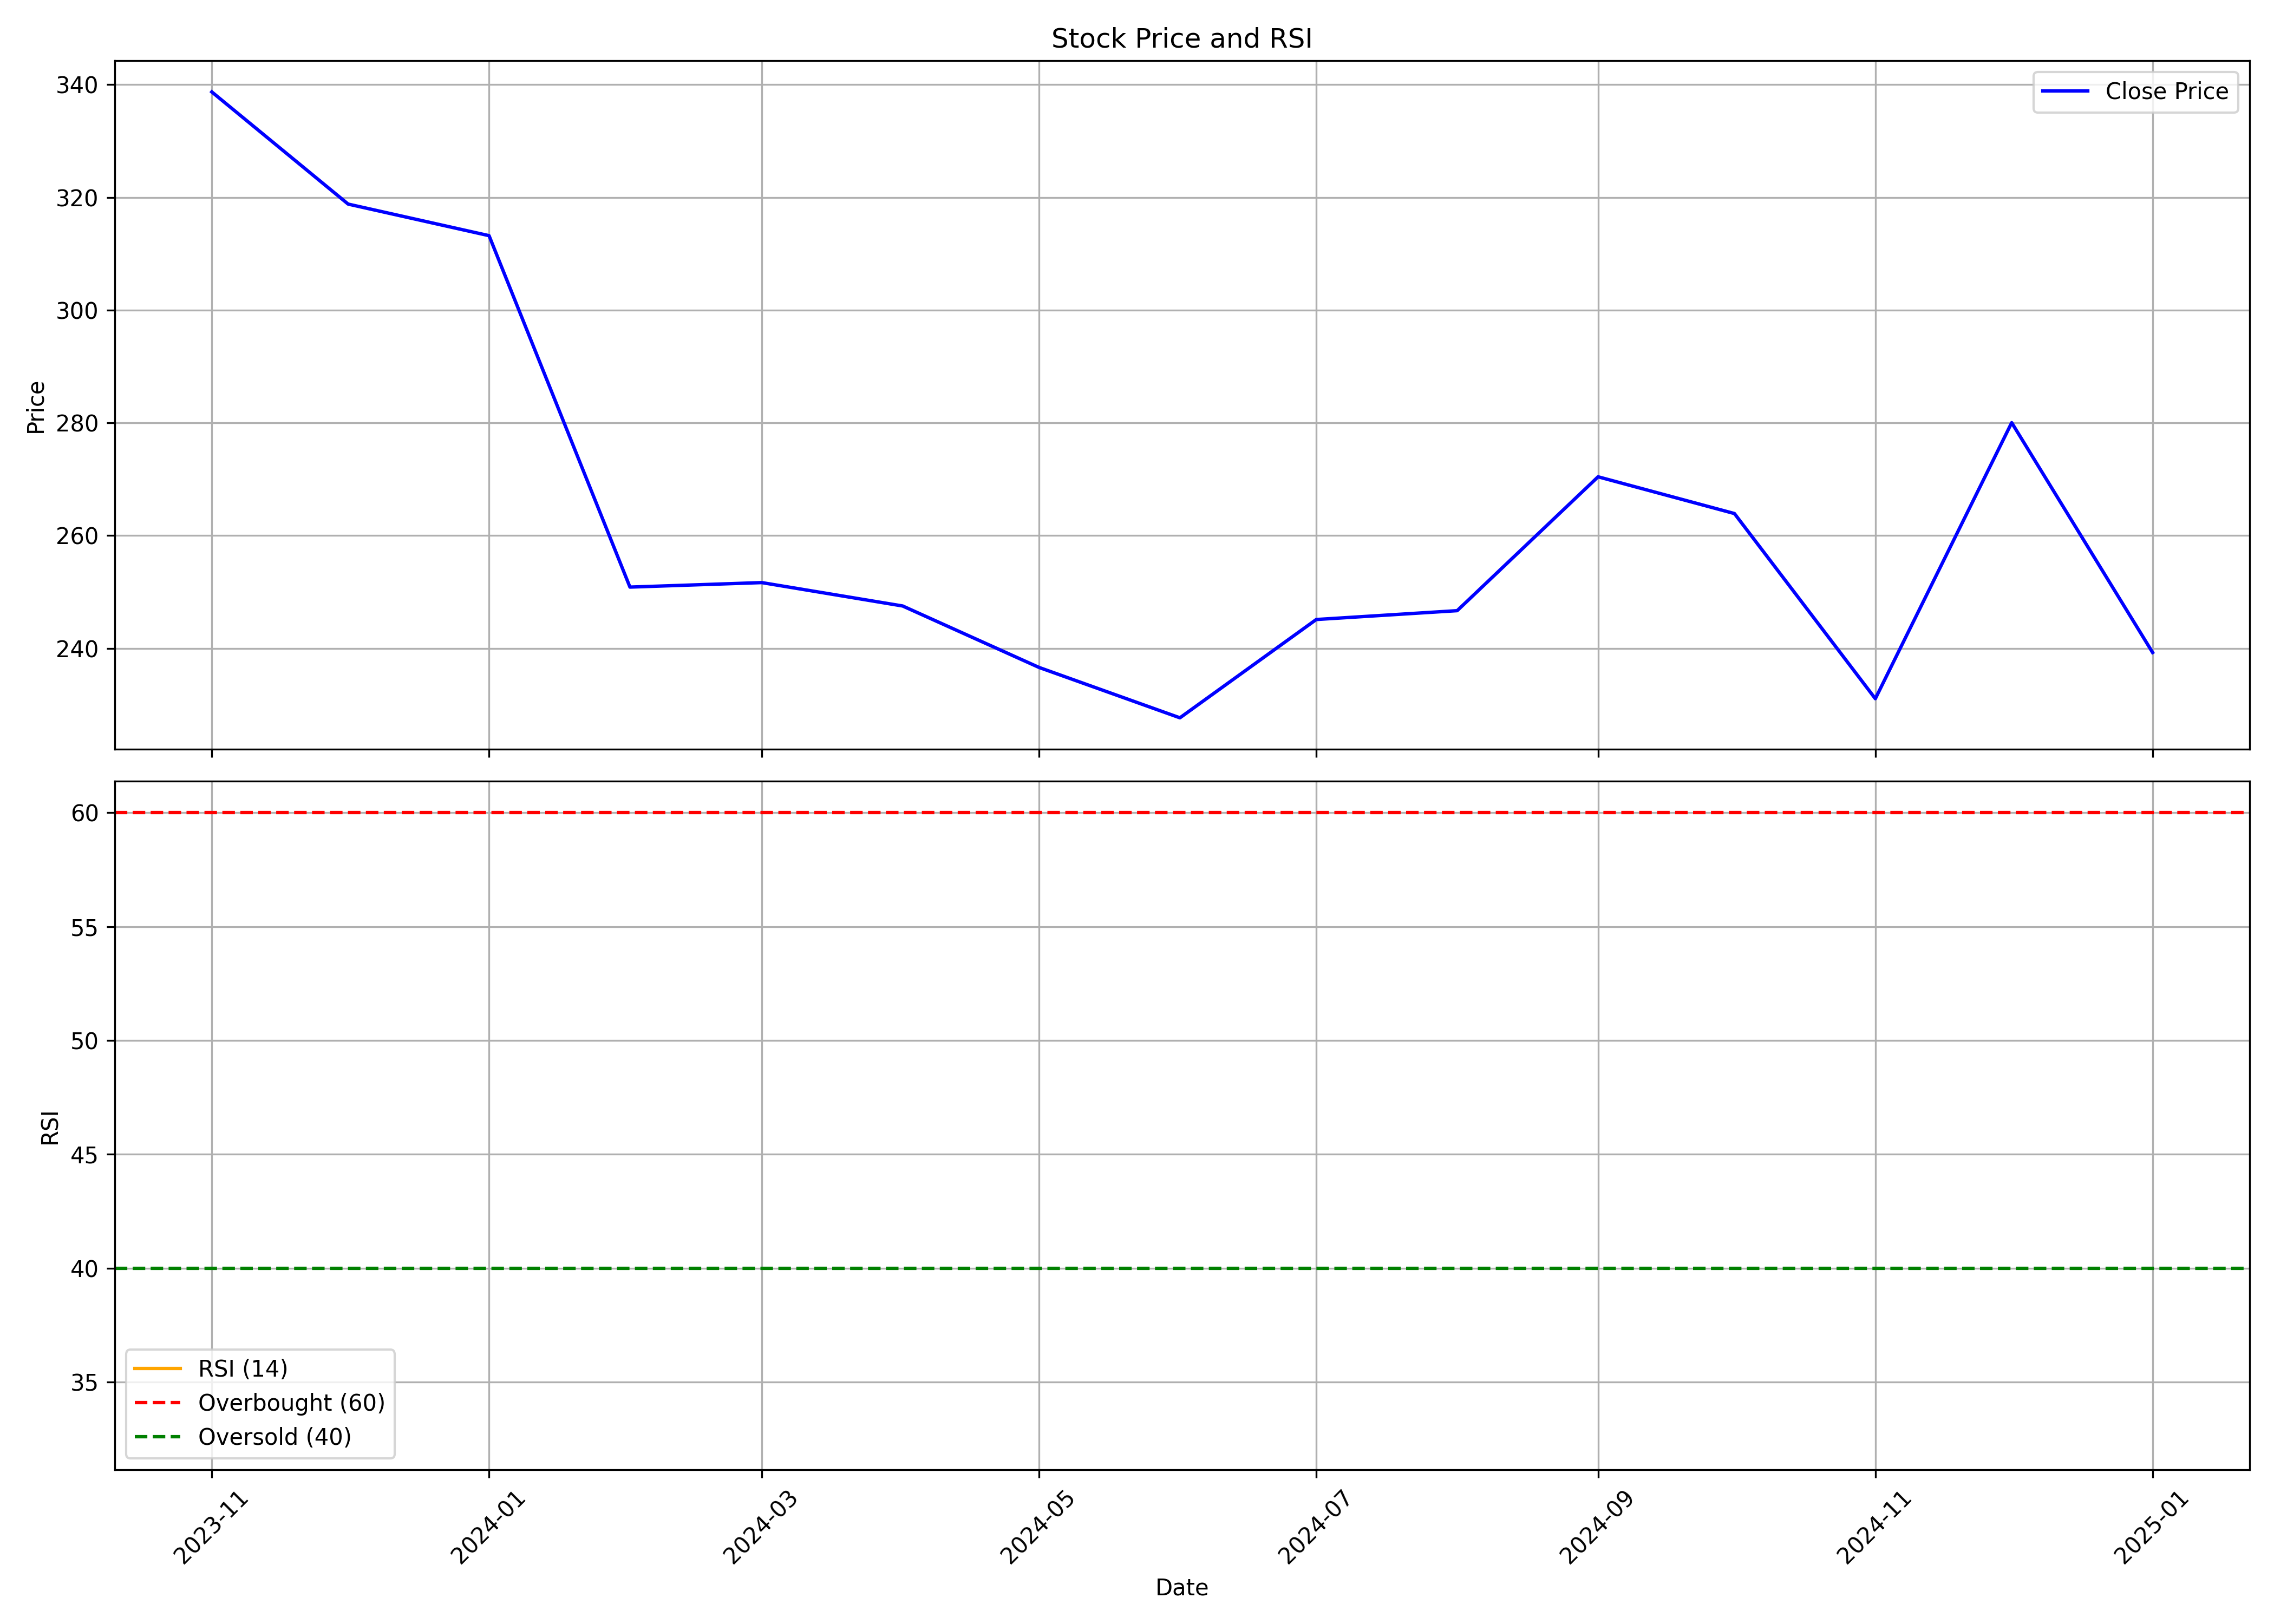 Stock Price and RSI
Close Price
340
320
300
280
260
240
Price
60
55
50
45
40
35
RSI
RSI (14)
Overbought (60)
Oversold (40)
2023-11
2024-01
2024-03
2024-05
2024-07
2024-09
2024-11
2025-01
Date